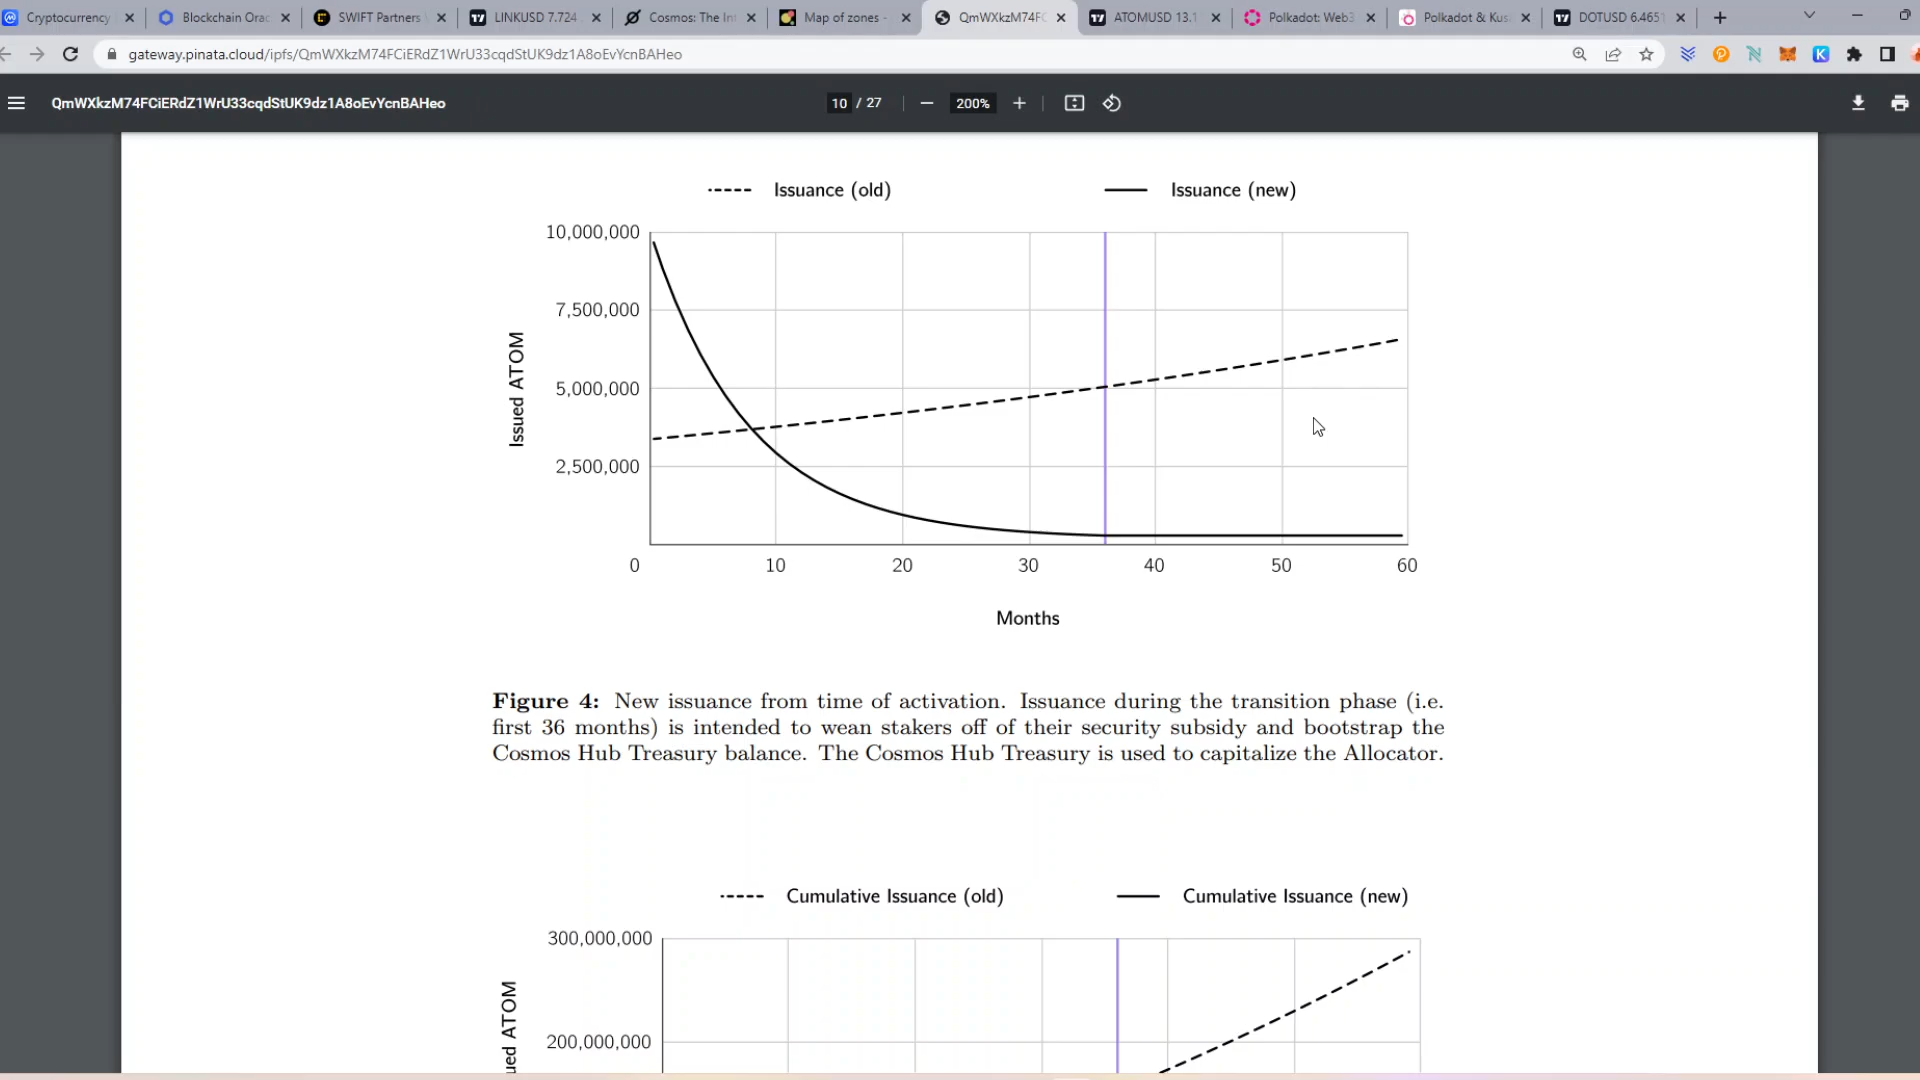 Cryptocurrency
Blockchain Orac
SWIFT Partners
LINKUSD 7.724
Cosmos: The Int
Map of zones -
QmWXkzM74FC
ATOMUSD 13.1
Polkadot: Web3
Polkadot & Kus
DOTUSD 6.465
gateway.pinata.cloud/ipfs/QmWXkzM74FCiERdZ1WrU33cqdStUK9dz1A8oEvYcnBAHeo
QmWXkzM74FCiERdZ1WrU33cqdStUK9dz1A8oEvYcnBAHeo
10 / 27
200%
Issuance (old)
Issuance (new)
10,000,000
7,500,000
5,000,000
2,500,000
Issued ATOM
0 10 20 30 40 50 60
Months
Figure 4: New issuance from time of activation. Issuance during the transition phase (i.e.
first 36 months) is intended to wean stakers off of their security subsidy and bootstrap the
Cosmos Hub Treasury balance. The Cosmos Hub Treasury is used to capitalize the Allocator.
Cumulative Issuance (old)
Cumulative Issuance (new)
300,000,000
200,000,000
ued ATOM